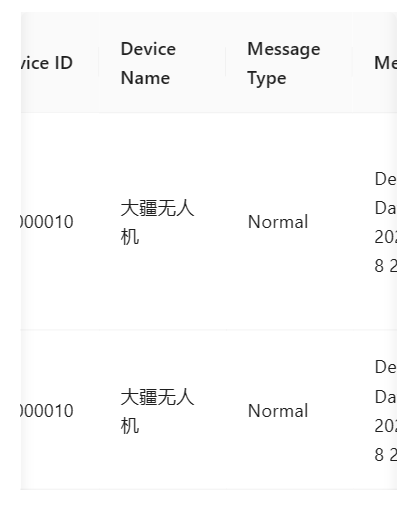 vice ID
Device
Name
Message
Type
Me
000010
大疆无人
机
Normal
De
Da
202
8 2
000010
大疆无人
机
Normal
De
Da
202
8 2